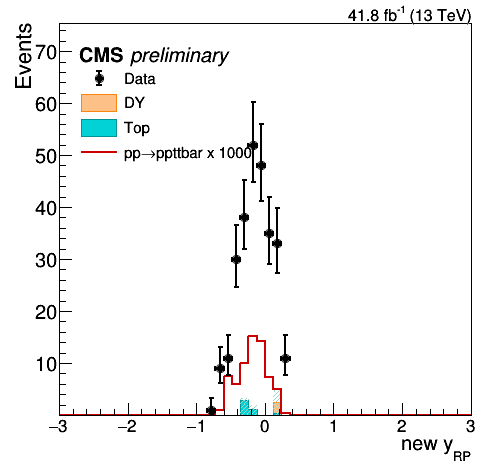 41.8 fb⁻¹ (13 TeV)
Events
CMS preliminary
Data
DY
Top
pp→ppttbar x 1000
70
60
50
40
30
20
10
−3 −2 −1 0 1 2 3
new y_RP